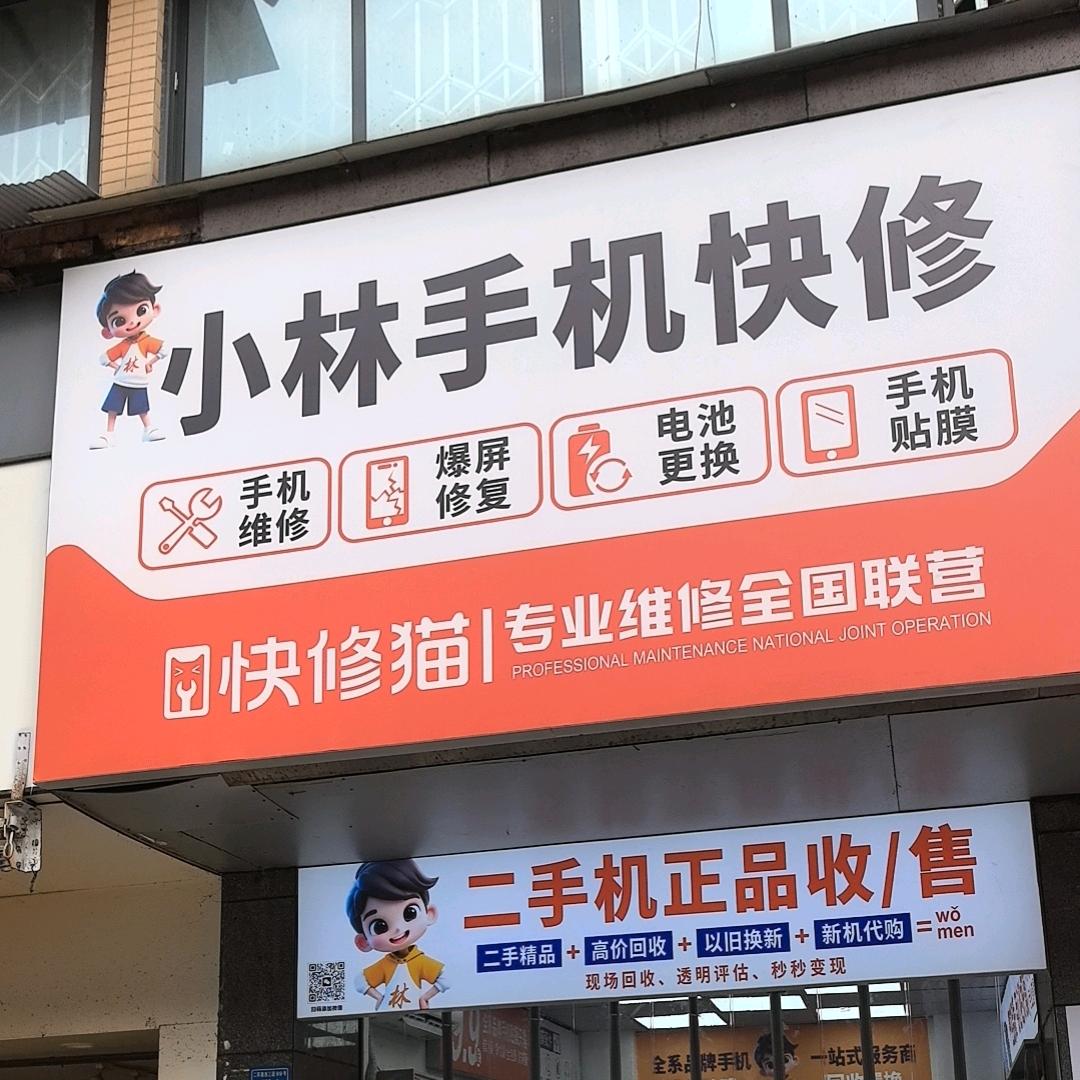 小林手机快修
林
手机
维修
爆屏
修复
电池
更换
手机
贴膜
快修猫|专业维修全国联营
PROFESSIONAL MAINTENANCE NATIONAL JOINT OPERATION
二手机正品收/售
二手精品+高价回收+以旧换新+新机代购=wǒ men
现场回收、透明评估、秒秒变现
林
9.9
全系品牌手机
一站式服务商